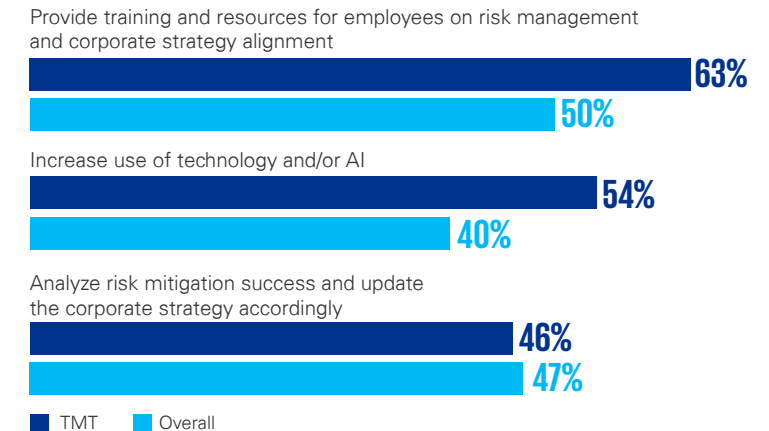 Provide training and resources for employees on risk management
and corporate strategy alignment
63%
50%
Increase use of technology and/or AI
54%
40%
Analyze risk mitigation success and update
the corporate strategy accordingly
46%
47%
TMT Overall